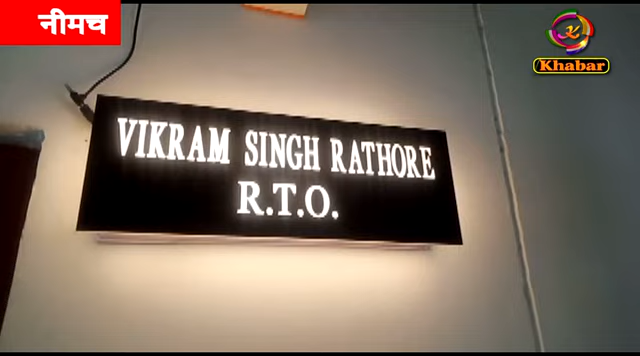 नीमच
K
Khabar
VIKRAM SINGH RATHORE
R.T.O.